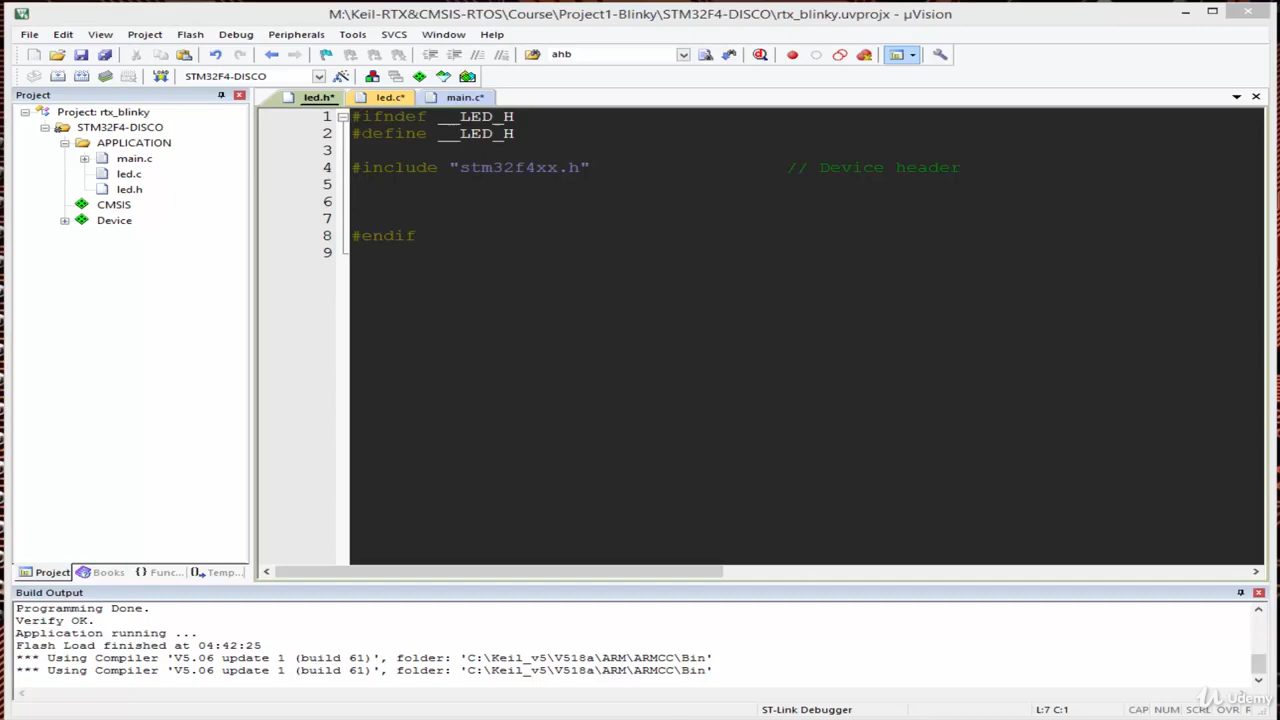 M:\Keil-RTX&CMSIS-RTOS\Course\Project1-Blinky\STM32F4-DISCO\rtx_blinky.uvprojx - µVision
File Edit View Project Flash Debug Peripherals Tools SVCS Window Help
ahb
LOAD STM32F4-DISCO
Project
led.h* led.c* main.c*
Project: rtx_blinky
STM32F4-DISCO
APPLICATION
main.c
led.c
led.h
CMSIS
Device
1 #ifndef __LED_H
2 #define __LED_H
3
4 #include "stm32f4xx.h" // Device header
5
6
7
8 #endif
9
Project Books {} Func... Temp...
Build Output
Programming Done.
Verify OK.
Application running ...
Flash Load finished at 04:42:25
*** Using Compiler 'V5.06 update 1 (build 61)', folder: 'C:\Keil_v5\V518a\ARM\ARMCC\Bin'
*** Using Compiler 'V5.06 update 1 (build 61)', folder: 'C:\Keil_v5\V518a\ARM\ARMCC\Bin'
Udemy
ST-Link Debugger L:7 C:1 CAP NUM SCRL OVR F